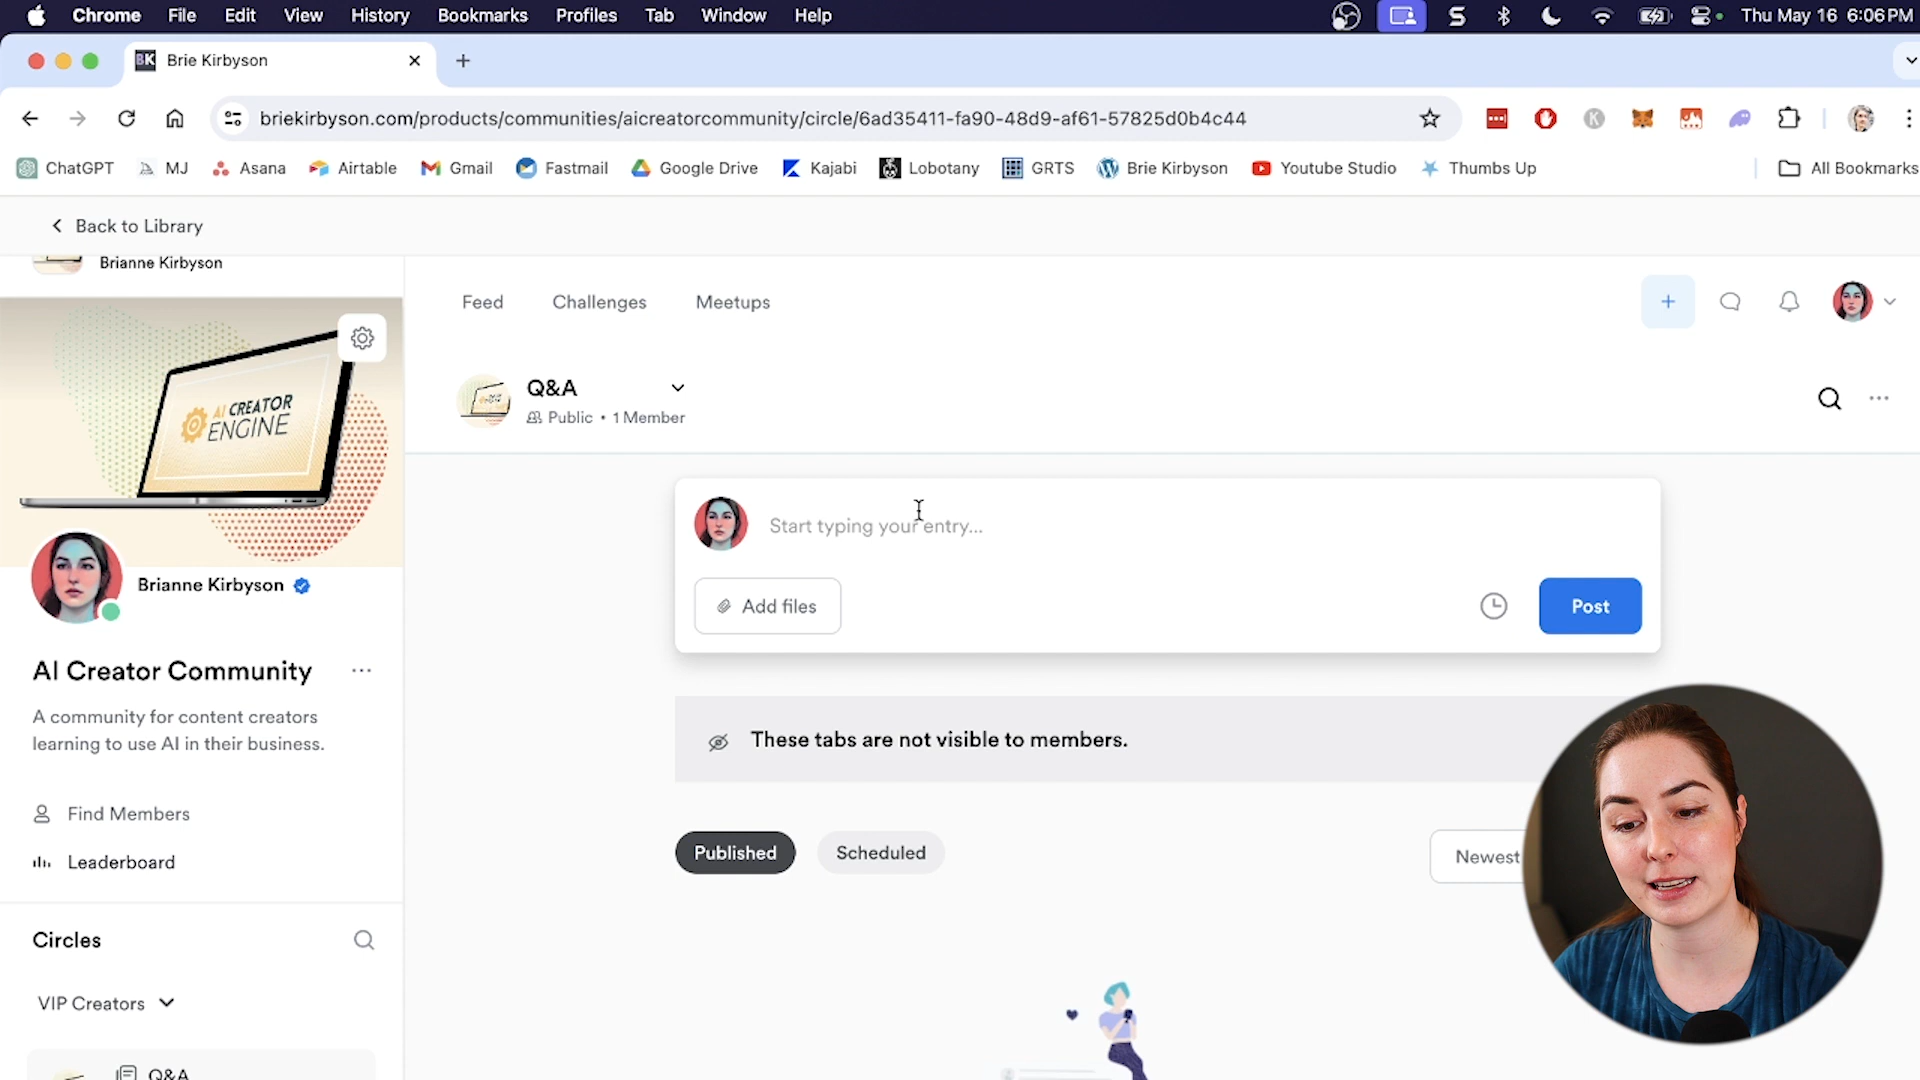 Chrome File Edit View History Bookmarks Profiles Tab Window Help Thu May 16 6:06 PM
BK Brie Kirbyson
briekirbyson.com/products/communities/aicreatorcommunity/circle/6ad35411-fa90-48d9-af61-57825d0b4c44
ChatGPT MJ Asana Airtable Gmail Fastmail Google Drive Kajabi Lobotany GRTS Brie Kirbyson Youtube Studio Thumbs Up All Bookmarks
Back to Library
Brianne Kirbyson
Feed Challenges Meetups
AI CREATOR
ENGINE
Q&A
Public • 1 Member
Start typing your entry...
Add files
Post
Brianne Kirbyson
AI Creator Community
A community for content creators
learning to use AI in their business.
These tabs are not visible to members.
Find Members
Leaderboard
Published Scheduled
Newest
Circles
VIP Creators
Q&A